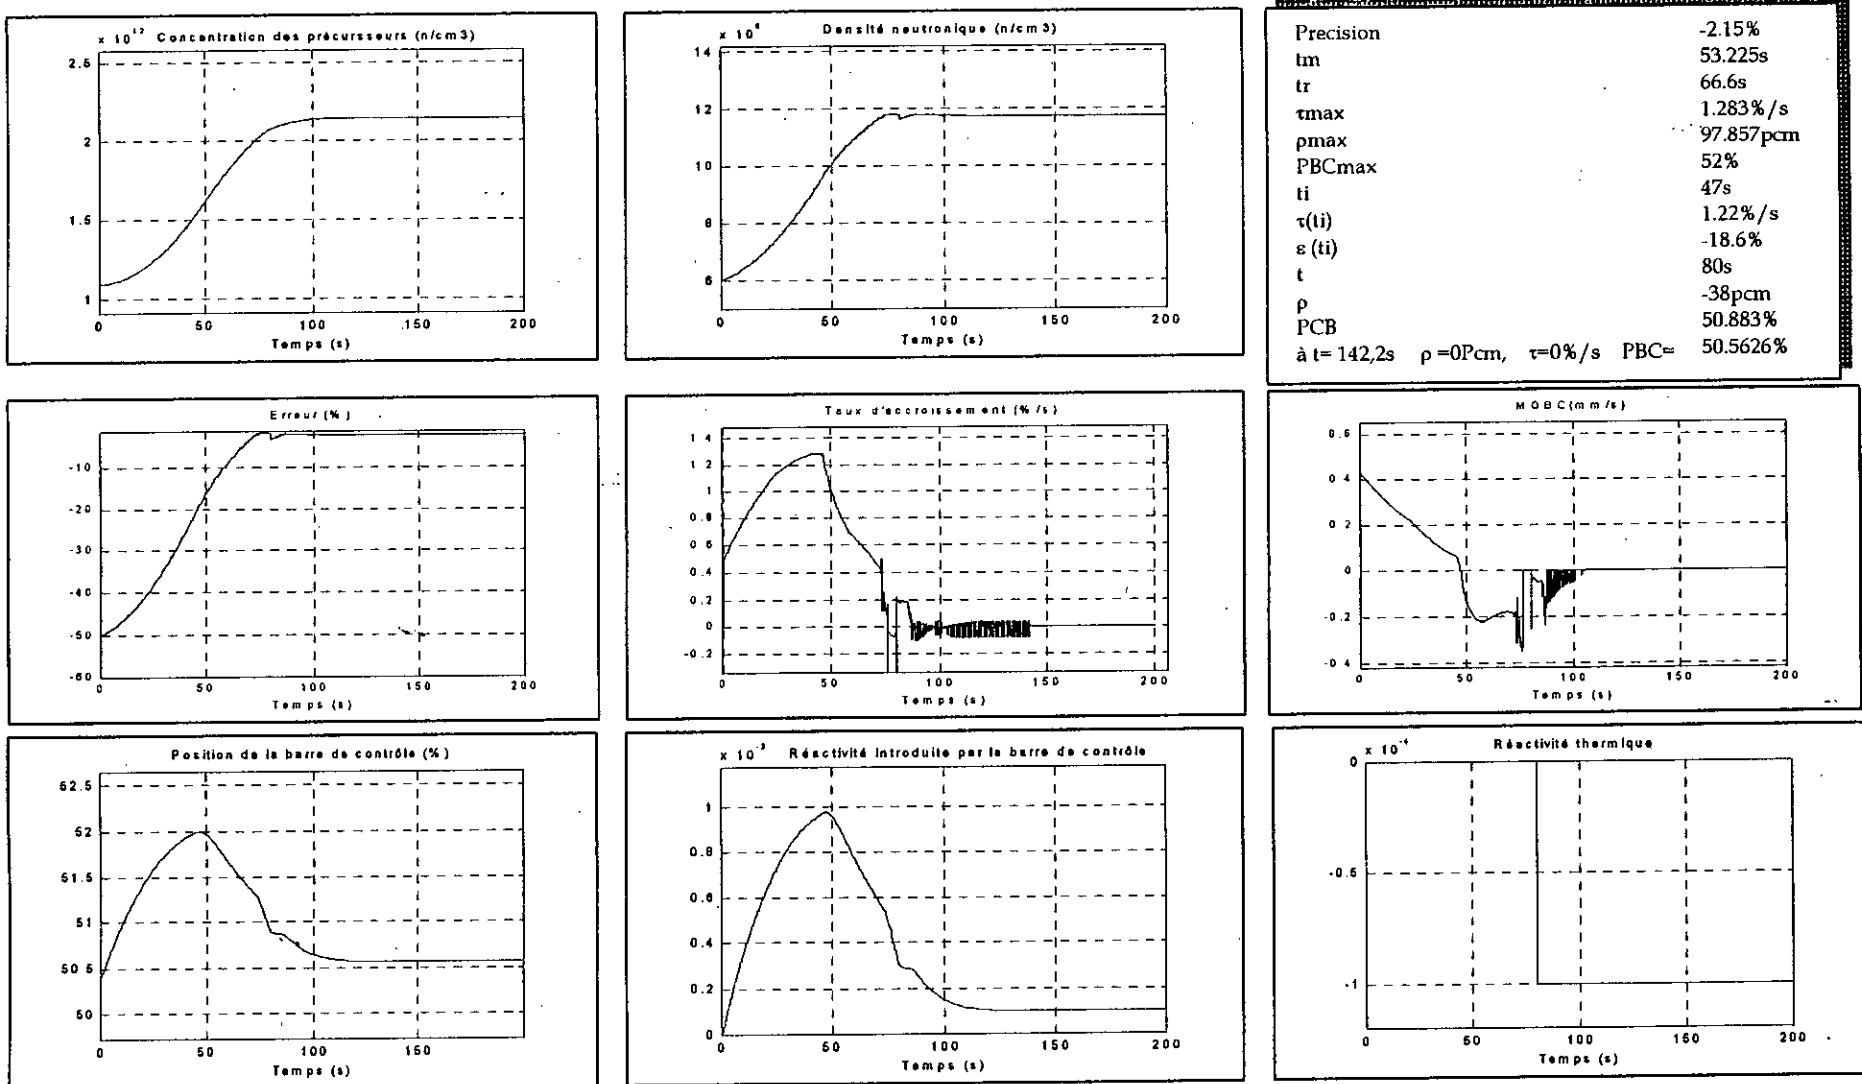 x 10¹² Concentration des précursseurs (n/cm3)
2.5
2
1.5
1
0 50 100 150 200
Temps (s)
x 10⁸ Densité neutronique (n/cm3)
14
12
10
8
6
0 50 100 150 200
Temps (s)
Precision -2.15%
tm 53.225s
tr 66.6s
τmax 1.283%/s
ρmax 97.857pcm
PBCmax 52%
ti 47s
τ(ti) 1.22%/s
ε (ti) -18.6%
t 80s
ρ -38pcm
PCB 50.883%
à t= 142,2s ρ =0Pcm, τ=0%/s PBC= 50.5626%
Erreur (%)
-10
-20
-30
-40
-50
-60
0 50 100 150 200
Temps (s)
Taux d'accroissement (%/s)
1 4
1 2
1
0.8
0 6
0 4
0.2
0
-0.2
0 50 100 150 200
Temps (s)
MOBC(mm/s)
0.6
0 4
0 2
0
-0.2
-0 4
0 50 100 150 200
Temps (s)
Position de la barre de contrôle (%)
52.5
52
51.5
51
50 5
50
0 50 100 150
Temps (s)
x 10⁻³ Réactivité introduite par la barre de contrôle
1
0.8
0.6
0.4
0.2
0
0 50 100 150 200
Temps (s)
x 10⁻⁴ Réactivité thermique
0
-0.5
-1
50 100 150 200
Temps (s)